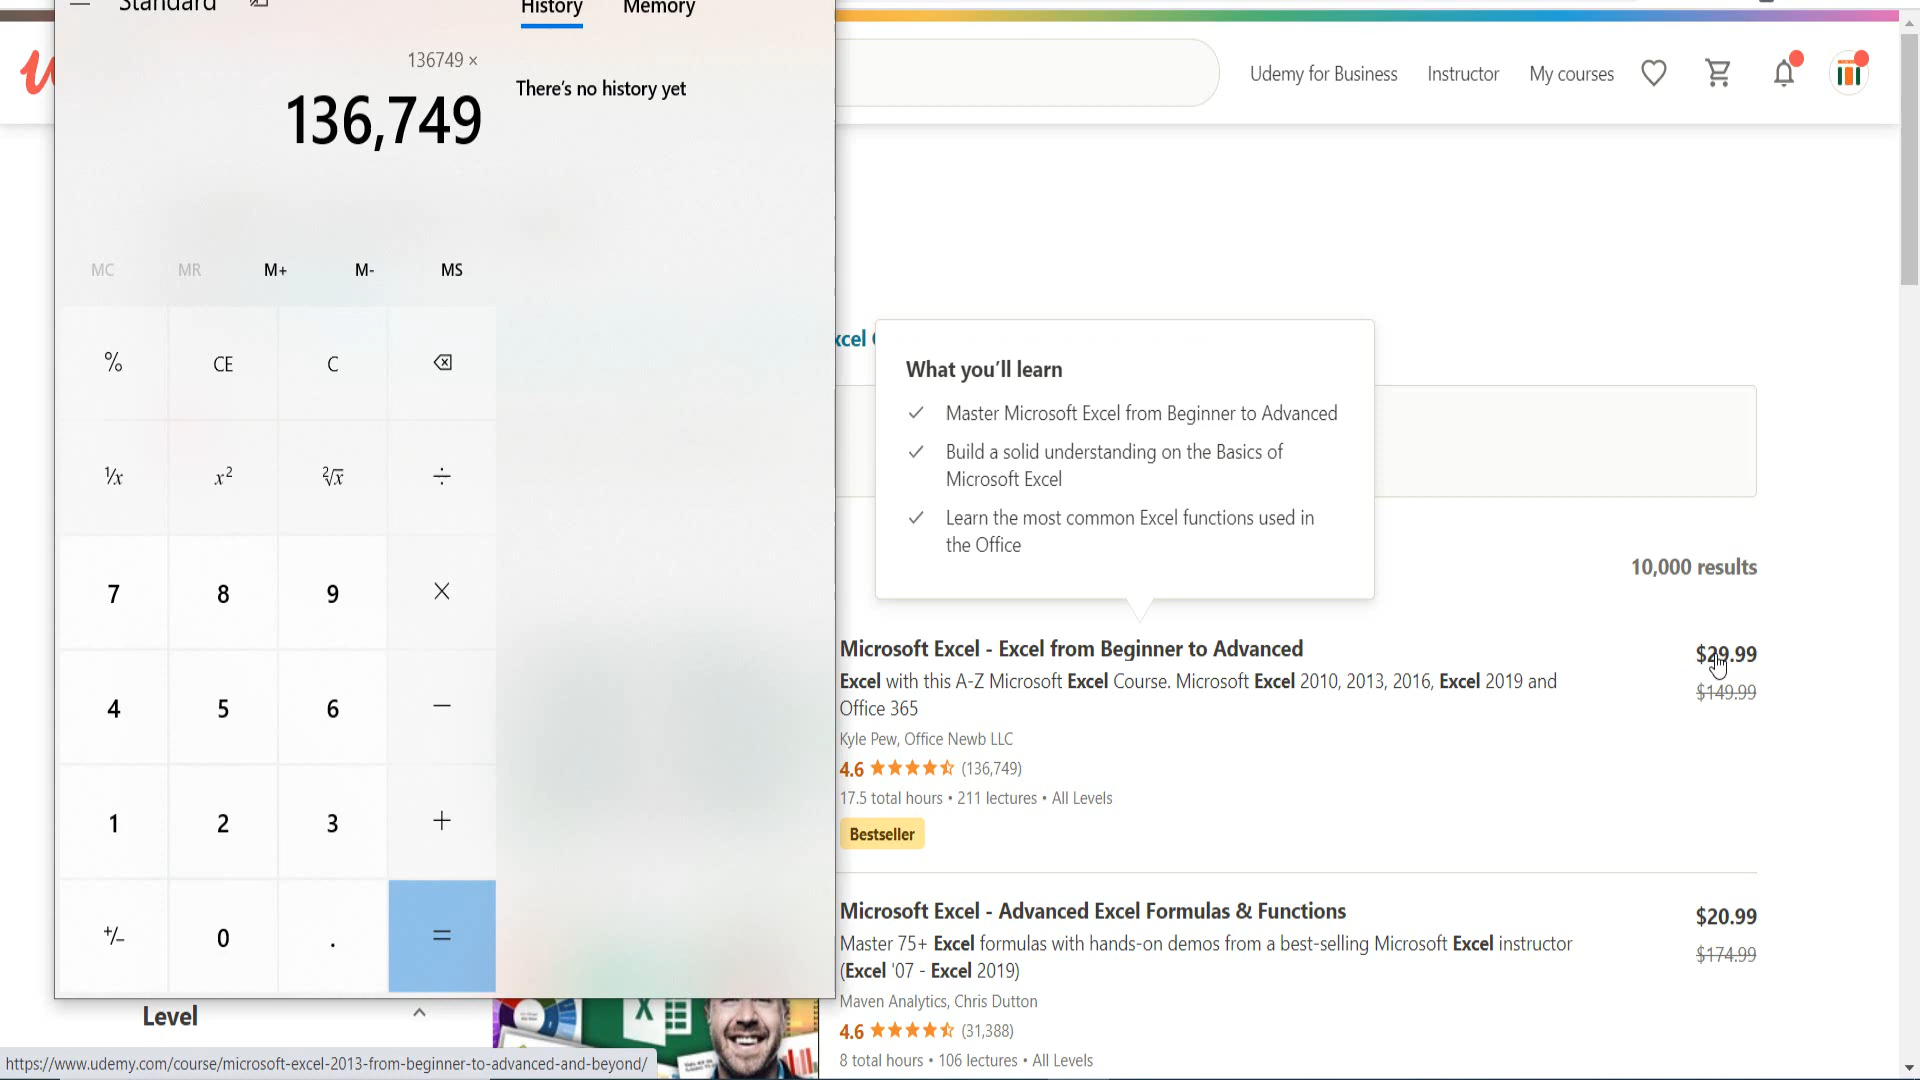 Standard
History
Memory
136749 ×
136,749
There's no history yet
MC
MR
M+
M-
MS
%
CE
C
¹/x
x²
²√x
÷
7
8
9
×
4
5
6
−
1
2
3
+
+/−
0
.
=
Udemy for Business
Instructor
My courses
What you'll learn
Master Microsoft Excel from Beginner to Advanced
Build a solid understanding on the Basics of
Microsoft Excel
Learn the most common Excel functions used in
the Office
10,000 results
Microsoft Excel - Excel from Beginner to Advanced
$29.99
Excel with this A-Z Microsoft Excel Course. Microsoft Excel 2010, 2013, 2016, Excel 2019 and
Office 365
$149.99
Kyle Pew, Office Newb LLC
4.6 (136,749)
17.5 total hours • 211 lectures • All Levels
Bestseller
Microsoft Excel - Advanced Excel Formulas & Functions
$20.99
Master 75+ Excel formulas with hands-on demos from a best-selling Microsoft Excel instructor
(Excel '07 - Excel 2019)
$174.99
Maven Analytics, Chris Dutton
4.6 (31,388)
8 total hours • 106 lectures • All Levels
Level
https://www.udemy.com/course/microsoft-excel-2013-from-beginner-to-advanced-and-beyond/